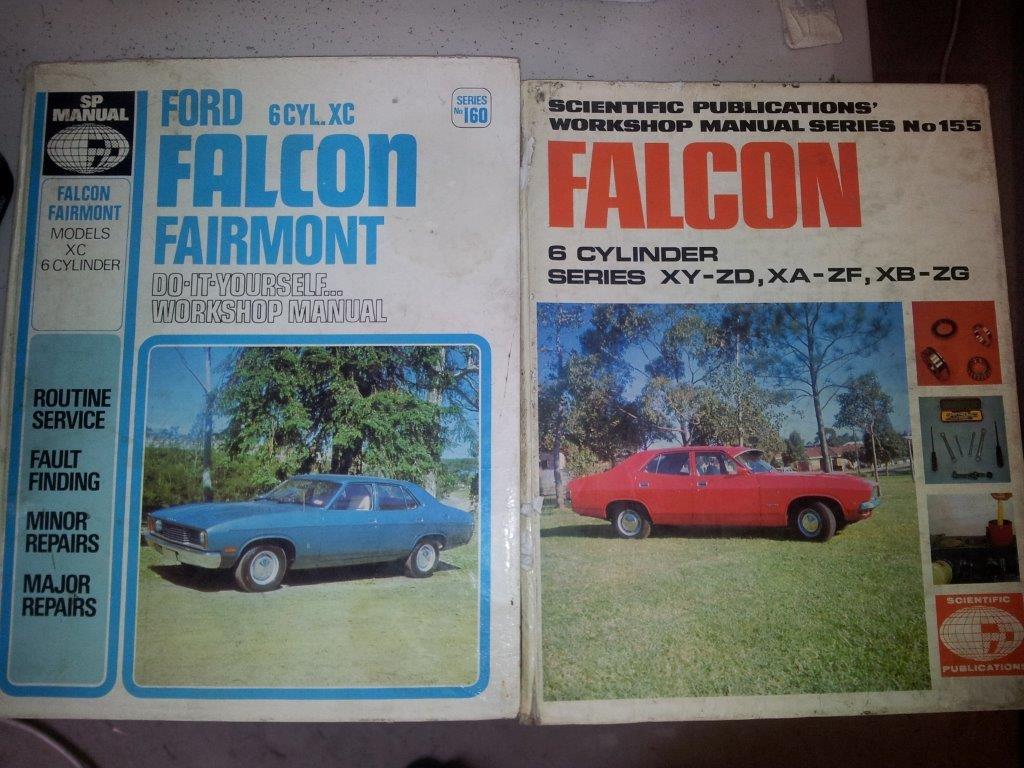 SP
MANUAL
FALCON
FAIRMONT
MODELS
XC
6 CYLINDER
ROUTINE
SERVICE
FAULT
FINDING
MINOR
REPAIRS
MAJOR
REPAIRS
FORD 6 CYL.. XC
SERIES
No 160
FALCON
FAIRMONT
DO-IT-YOURSELF...
WORKSHOP MANUAL
SCIENTIFIC PUBLICATIONS'
WORKSHOP MANUAL SERIES No 155
FALCON
6 CYLINDER
SERIES XY-ZD, XA-ZF, XB-ZG
SCIENTIFIC
PUBLICATIONS